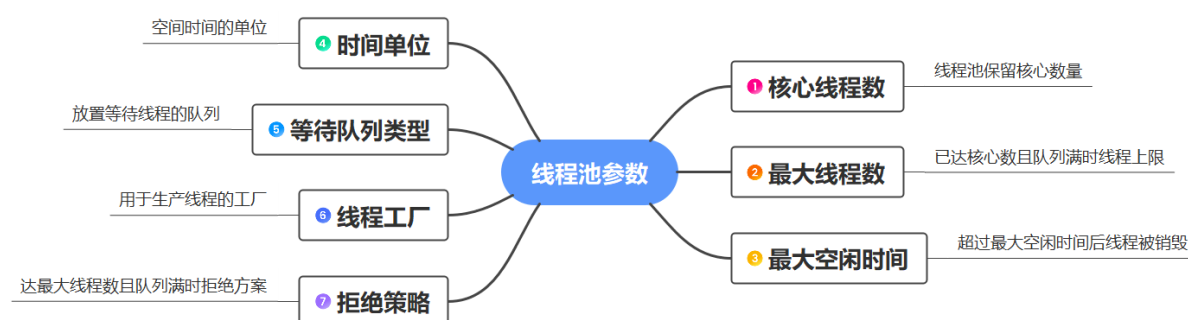 线程池参数
1 核心线程数
线程池保留核心数量
2 最大线程数
已达核心数且队列满时线程上限
3 最大空闲时间
超过最大空闲时间后线程被销毁
4 时间单位
空间时间的单位
5 等待队列类型
放置等待线程的队列
6 线程工厂
用于生产线程的工厂
7 拒绝策略
达最大线程数且队列满时拒绝方案